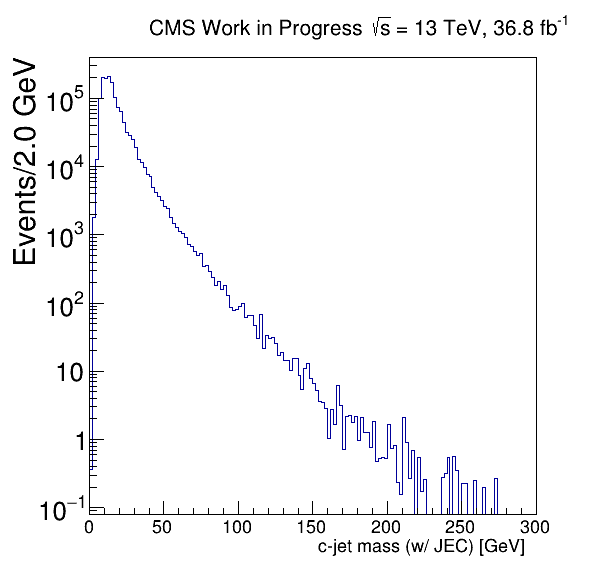 CMS Work in Progress √s = 13 TeV, 36.8 fb⁻¹
Events/2.0 GeV
10⁵
10⁴
10³
10²
10
1
10⁻¹
0 50 100 150 200 250 300
c-jet mass (w/ JEC) [GeV]